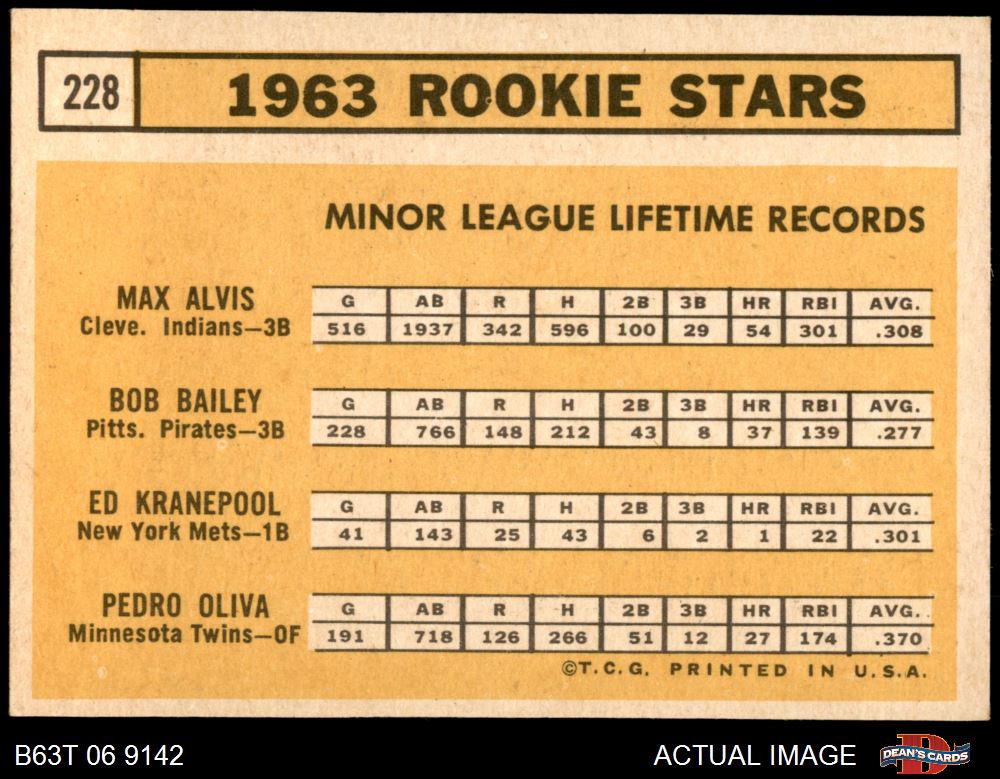 228 1963 ROOKIE STARS
MINOR LEAGUE LIFETIME RECORDS
MAX ALVIS
Cleve. Indians—3B
G AB R H 2B 3B HR RBI AVG.
516 1937 342 596 100 29 54 301 .308
BOB BAILEY
Pitts. Pirates—3B
G AB R H 2B 3B HR RBI AVG.
228 766 148 212 43 8 37 139 .277
ED KRANEPOOL
New York Mets—1B
G AB R H 2B 3B HR RBI AVG.
41 143 25 43 6 2 1 22 .301
PEDRO OLIVA
Minnesota Twins—OF
G AB R H 2B 3B HR RBI AVG.
191 718 126 266 51 12 27 174 .370
©T.C.G. PRINTED IN U.S.A.
B63T 06 9142 ACTUAL IMAGE DEAN'S CARDS